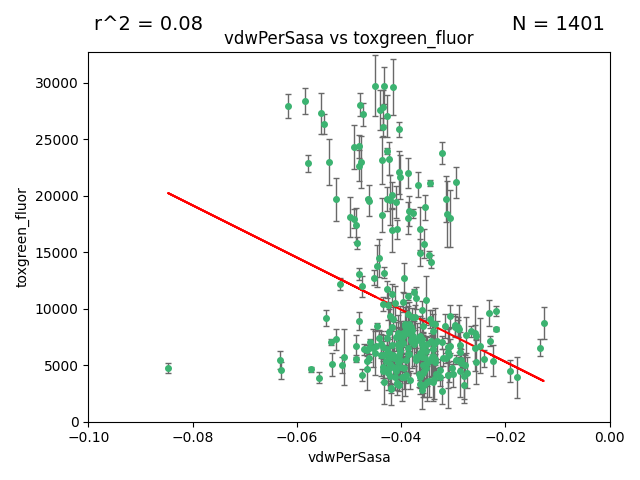 r^2 = 0.08
N = 1401
vdwPerSasa vs toxgreen_fluor
30000
25000
20000
15000
10000
5000
0
toxgreen_fluor
−0.10
−0.08
−0.06
−0.04
−0.02
0.00
vdwPerSasa